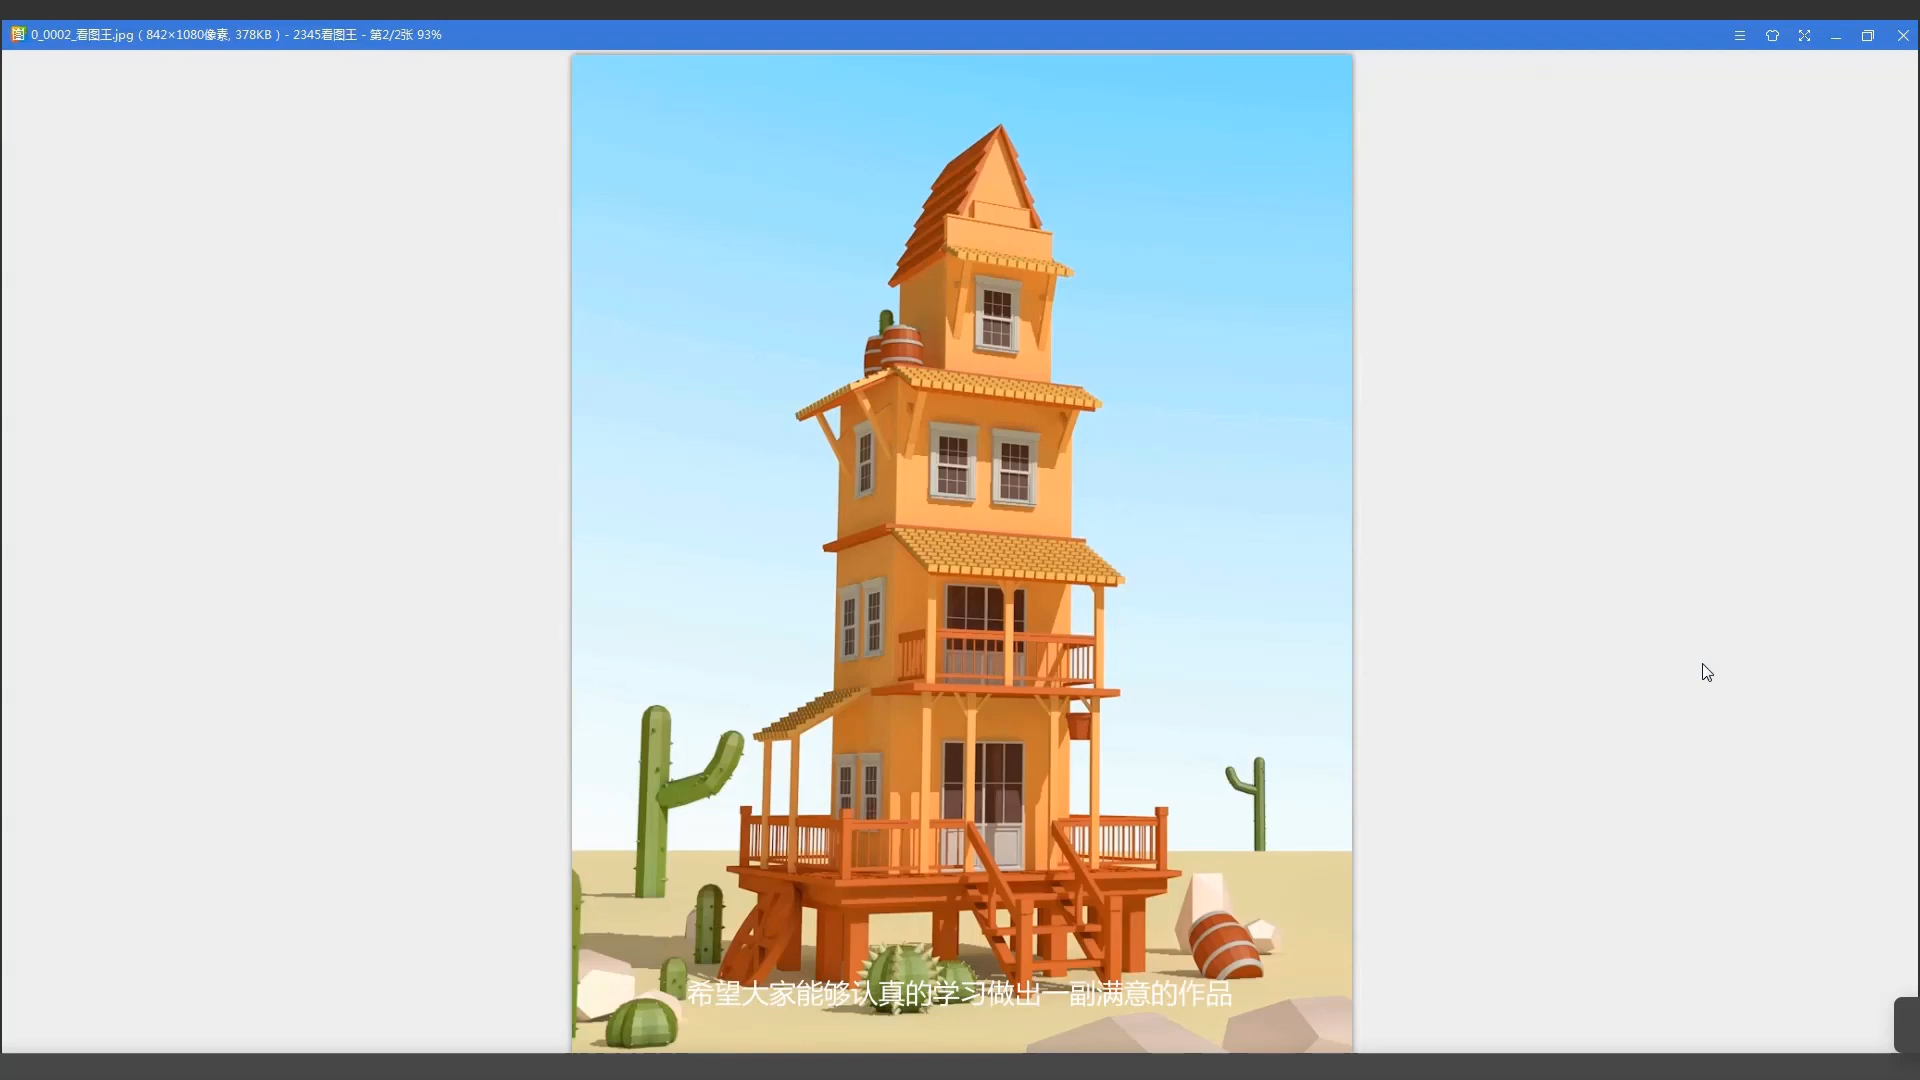 0_0002_看图王.jpg ( 842×1080像素, 378KB ) - 2345看图王 - 第2/2张 93%
希望大家能够认真的学习做出一副满意的作品